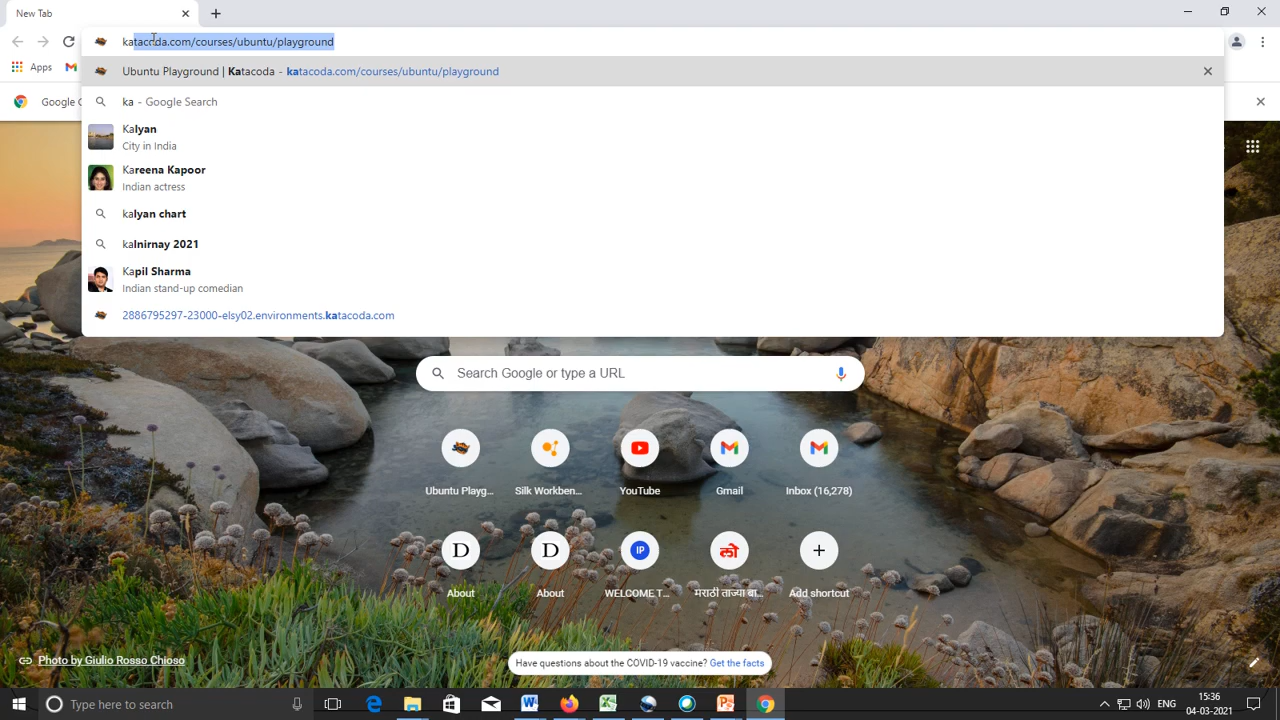 New Tab
katacoda.com/courses/ubuntu/playground
Apps
Ubuntu Playground | Katacoda - katacoda.com/courses/ubuntu/playground
Google
ka - Google Search
Kalyan
City in India
Kareena Kapoor
Indian actress
kalyan chart
kalnirnay 2021
Kapil Sharma
Indian stand-up comedian
2886795297-23000-elsy02.environments.katacoda.com
Search Google or type a URL
Ubuntu Playg...
Silk Workben...
YouTube
Gmail
Inbox (16,278)
D
D
IP
लो
About
About
WELCOME T...
मराठी ताज्या बा...
Add shortcut
Photo by Giulio Rosso Chioso
Have questions about the COVID-19 vaccine? Get the facts
Type here to search
ENG
15:36
04-03-2021